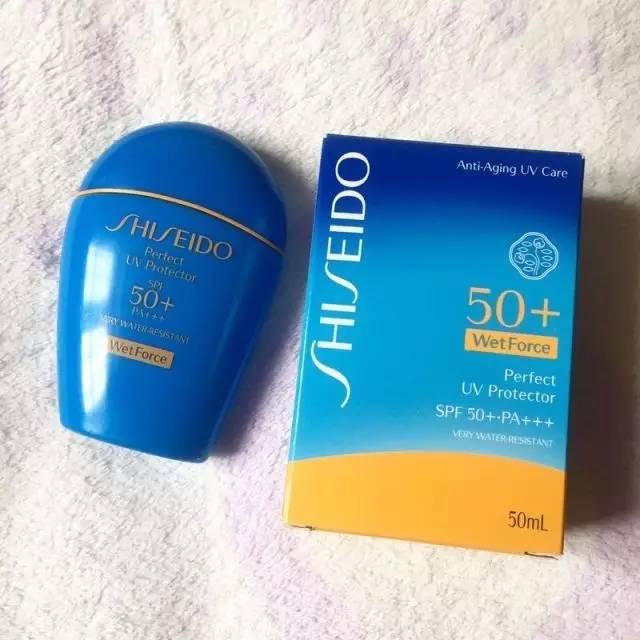 SHISEIDO
Perfect
UV Protector
SPF
50+
PA+++
VERY WATER-RESISTANT
WetForce
Anti-Aging UV Care
SHISEIDO
50+
WetForce
Perfect
UV Protector
SPF 50+·PA+++
VERY WATER-RESISTANT
50mL